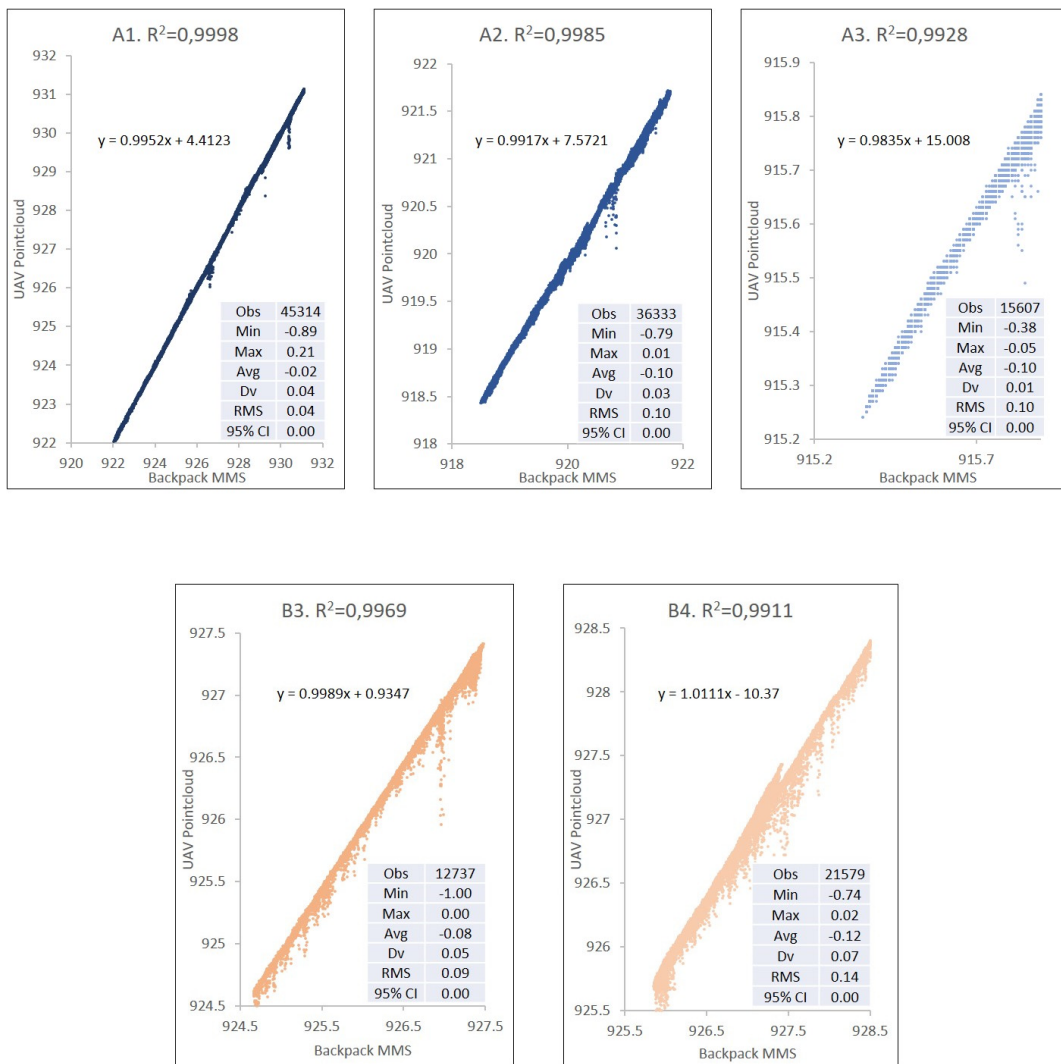 A1. R²=0,9998
932
931
930
929
928
927
926
925
924
923
922
920 922 924 926 928 930 932
UAV Pointcloud
Backpack MMS
y = 0.9952x + 4.4123
Obs 45314
Min -0.89
Max 0.21
Avg -0.02
Dv 0.04
RMS 0.04
95% CI 0.00
A2. R²=0,9985
922
921.5
921
920.5
920
919.5
919
918.5
918
918 920 922
UAV Pointcloud
Backpack MMS
y = 0.9917x + 7.5721
Obs 36333
Min -0.79
Max 0.01
Avg -0.10
Dv 0.03
RMS 0.10
95% CI 0.00
A3. R²=0,9928
915.9
915.8
915.7
915.6
915.5
915.4
915.3
915.2
915.2 915.7
UAV Pointcloud
Backpack MMS
y = 0.9835x + 15.008
Obs 15607
Min -0.38
Max -0.05
Avg -0.10
Dv 0.01
RMS 0.10
95% CI 0.00
B3. R²=0,9969
927.5
927
926.5
926
925.5
925
924.5
924.5 925.5 926.5 927.5
UAV Pointcloud
Backpack MMS
y = 0.9989x + 0.9347
Obs 12737
Min -1.00
Max 0.00
Avg -0.08
Dv 0.05
RMS 0.09
95% CI 0.00
B4. R²=0,9911
928.5
928
927.5
927
926.5
926
925.5
925.5 926.5 927.5 928.5
UAV Pointcloud
Backpack MMS
y = 1.0111x - 10.37
Obs 21579
Min -0.74
Max 0.02
Avg -0.12
Dv 0.07
RMS 0.14
95% CI 0.00